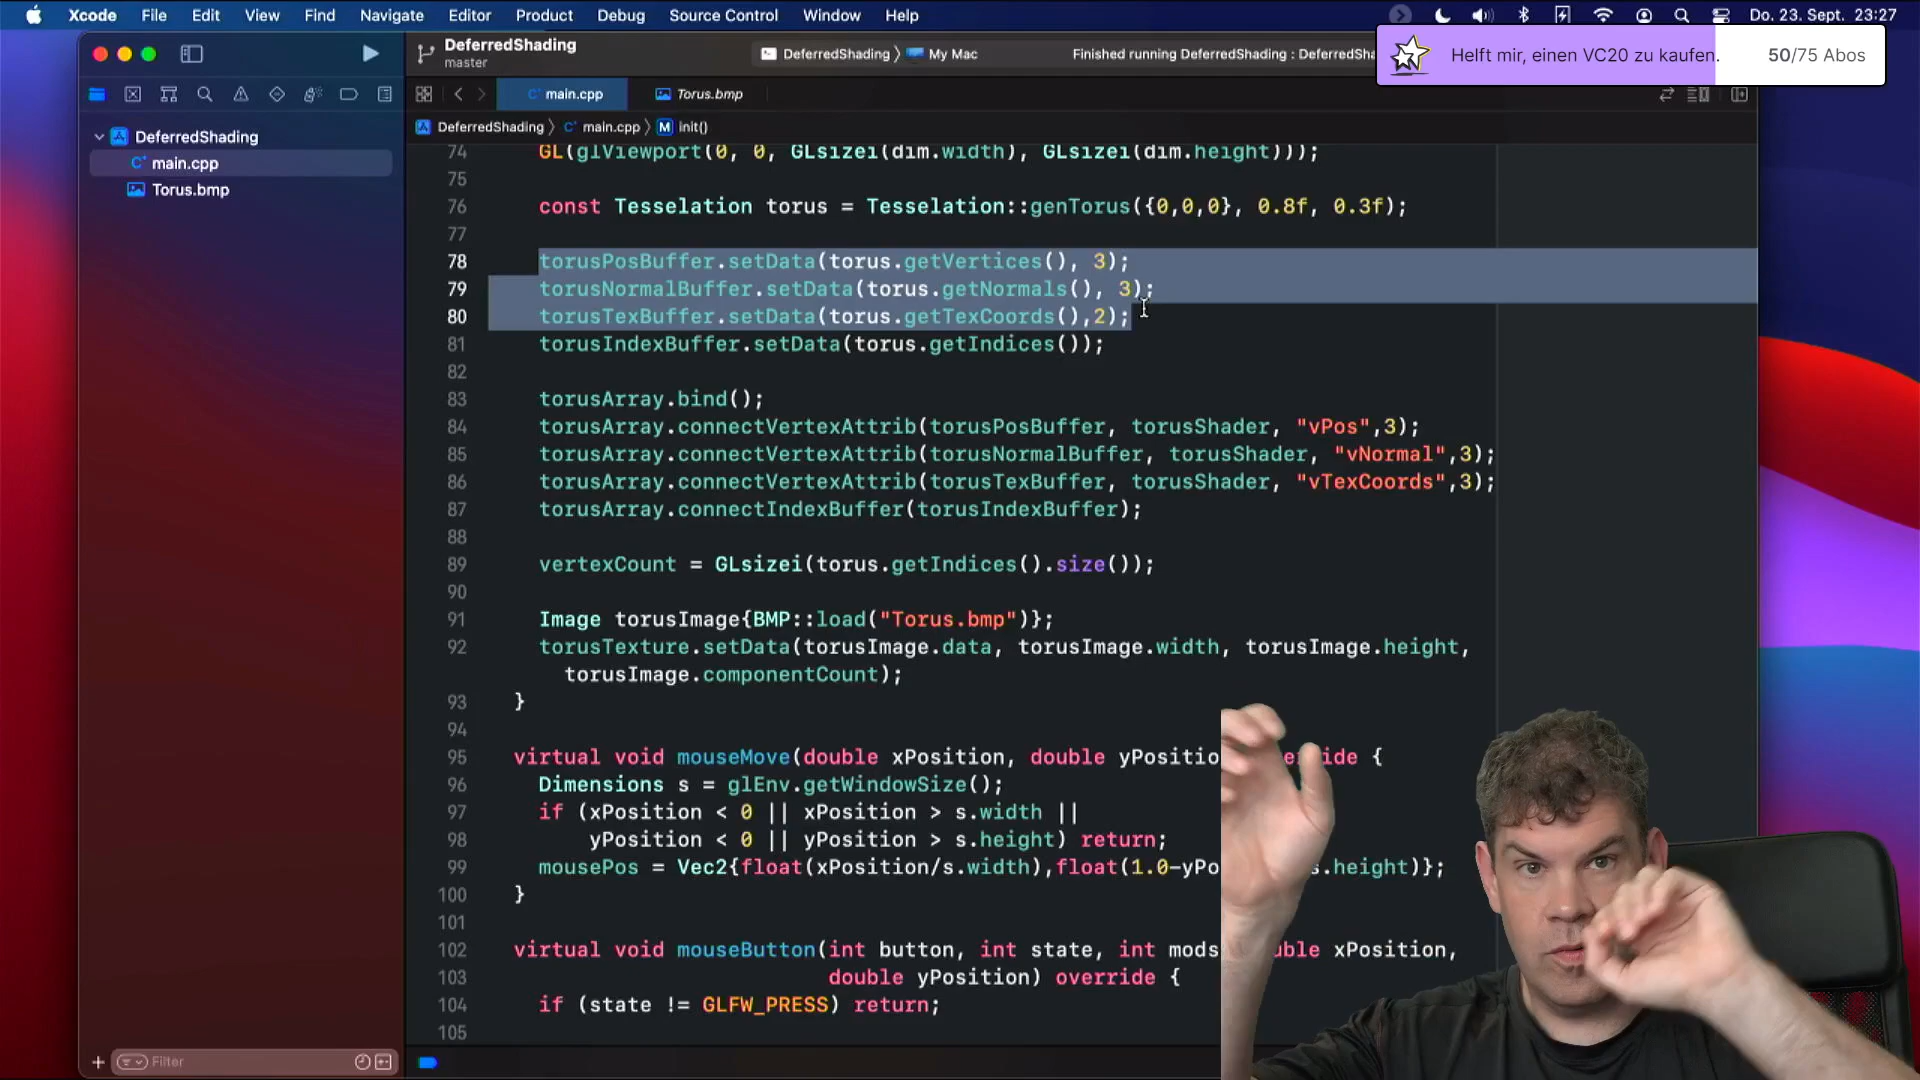 Xcode File Edit View Find Navigate Editor Product Debug Source Control Window Help Do. 23. Sept. 23:27
DeferredShading
master
DeferredShading My Mac
Finished running DeferredShading : DeferredSha
Helft mir, einen VC20 zu kaufen. 50/75 Abos
main.cpp
Torus.bmp
DeferredShading
main.cpp
Torus.bmp
DeferredShading main.cpp M init()
74 GL(glViewport(0, 0, GLsizei(dim.width), GLsizei(dim.height)));
75
76 const Tesselation torus = Tesselation::genTorus({0,0,0}, 0.8f, 0.3f);
77
78 torusPosBuffer.setData(torus.getVertices(), 3);
79 torusNormalBuffer.setData(torus.getNormals(), 3);
80 torusTexBuffer.setData(torus.getTexCoords(),2);
81 torusIndexBuffer.setData(torus.getIndices());
82
83 torusArray.bind();
84 torusArray.connectVertexAttrib(torusPosBuffer, torusShader, "vPos",3);
85 torusArray.connectVertexAttrib(torusNormalBuffer, torusShader, "vNormal",3);
86 torusArray.connectVertexAttrib(torusTexBuffer, torusShader, "vTexCoords",3);
87 torusArray.connectIndexBuffer(torusIndexBuffer);
88
89 vertexCount = GLsizei(torus.getIndices().size());
90
91 Image torusImage{BMP::load("Torus.bmp")};
92 torusTexture.setData(torusImage.data, torusImage.width, torusImage.height,
torusImage.componentCount);
93 }
94
95 virtual void mouseMove(double xPosition, double yPositio erride {
96 Dimensions s = glEnv.getWindowSize();
97 if (xPosition < 0 || xPosition > s.width ||
98 yPosition < 0 || yPosition > s.height) return;
99 mousePos = Vec2{float(xPosition/s.width),float(1.0-yPo s.height)};
100 }
101
102 virtual void mouseButton(int button, int state, int mods uble xPosition,
103 double yPosition) override {
104 if (state != GLFW_PRESS) return;
105
Filter